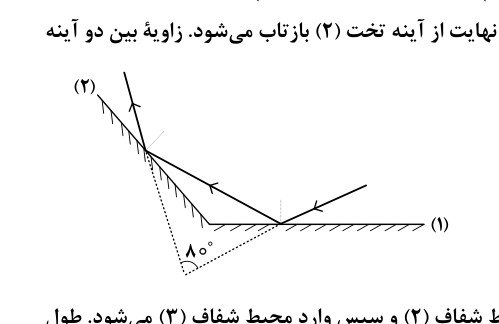 نهایت از آینه تخت (۲) بازتاب می‌شود. زاویهٔ بین دو آینه
(۲)
(۱)
۸۰°
شفاف (۲) و سپس وارد محیط شفاف (۳) می‌شود. طول